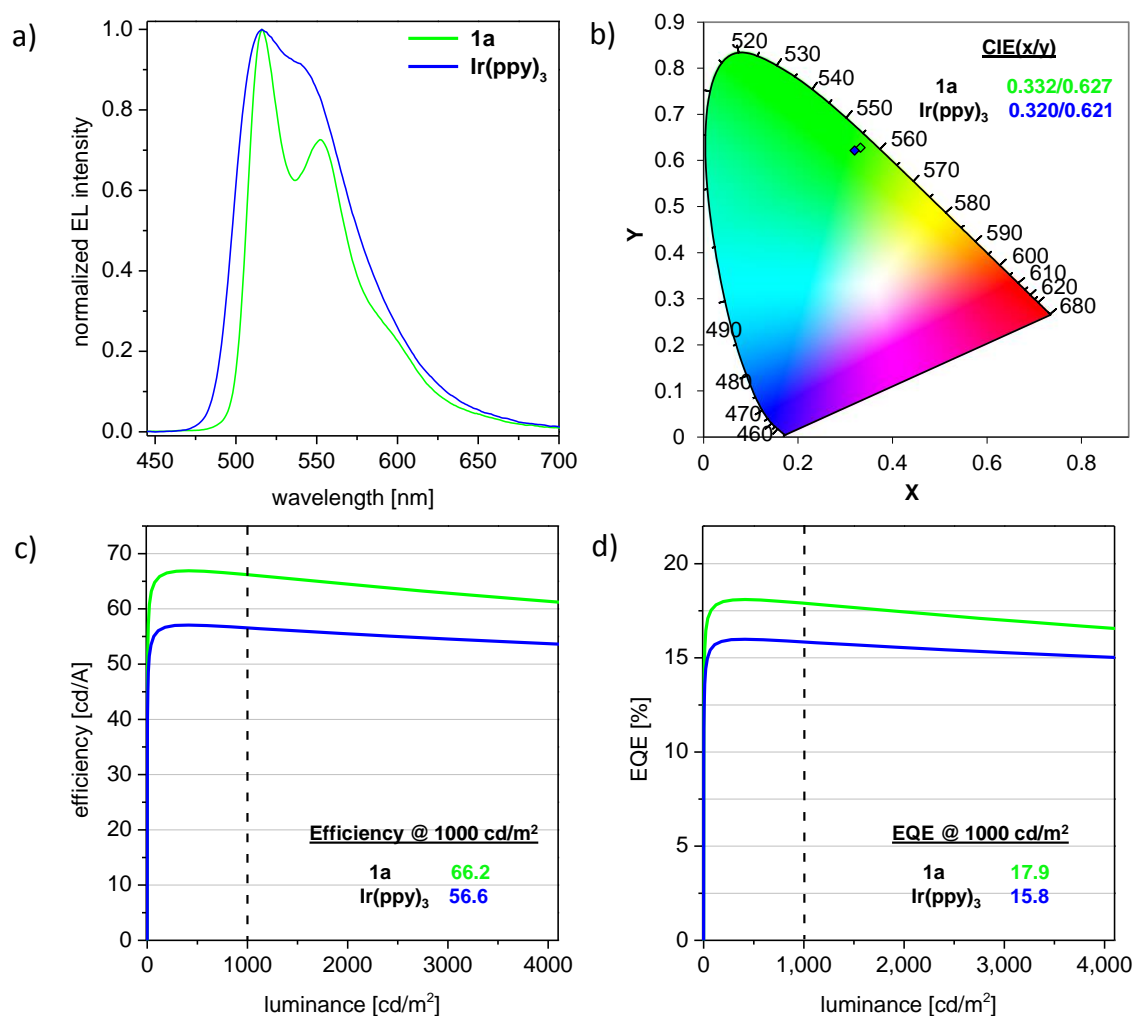 a)
normalized EL intensity
1.0
0.8
0.6
0.4
0.2
0.0
1a
Ir(ppy)₃
450
500
550
600
650
700
wavelength [nm]
b)
Y
0.9
0.8
0.7
0.6
0.5
0.4
0.3
0.2
0.1
0
520
530
540
550
560
570
580
590
600
610
620
680
490
480
470
460
CIE(x/y)
1a 0.332/0.627
Ir(ppy)₃ 0.320/0.621
0
0.2
0.4
0.6
0.8
X
c)
efficiency [cd/A]
70
60
50
40
30
20
10
0
Efficiency @ 1000 cd/m²
1a 66.2
Ir(ppy)₃ 56.6
0
1000
2000
3000
4000
luminance [cd/m²]
d)
EQE [%]
20
15
10
5
0
EQE @ 1000 cd/m²
1a 17.9
Ir(ppy)₃ 15.8
0
1,000
2,000
3,000
4,000
luminance [cd/m²]